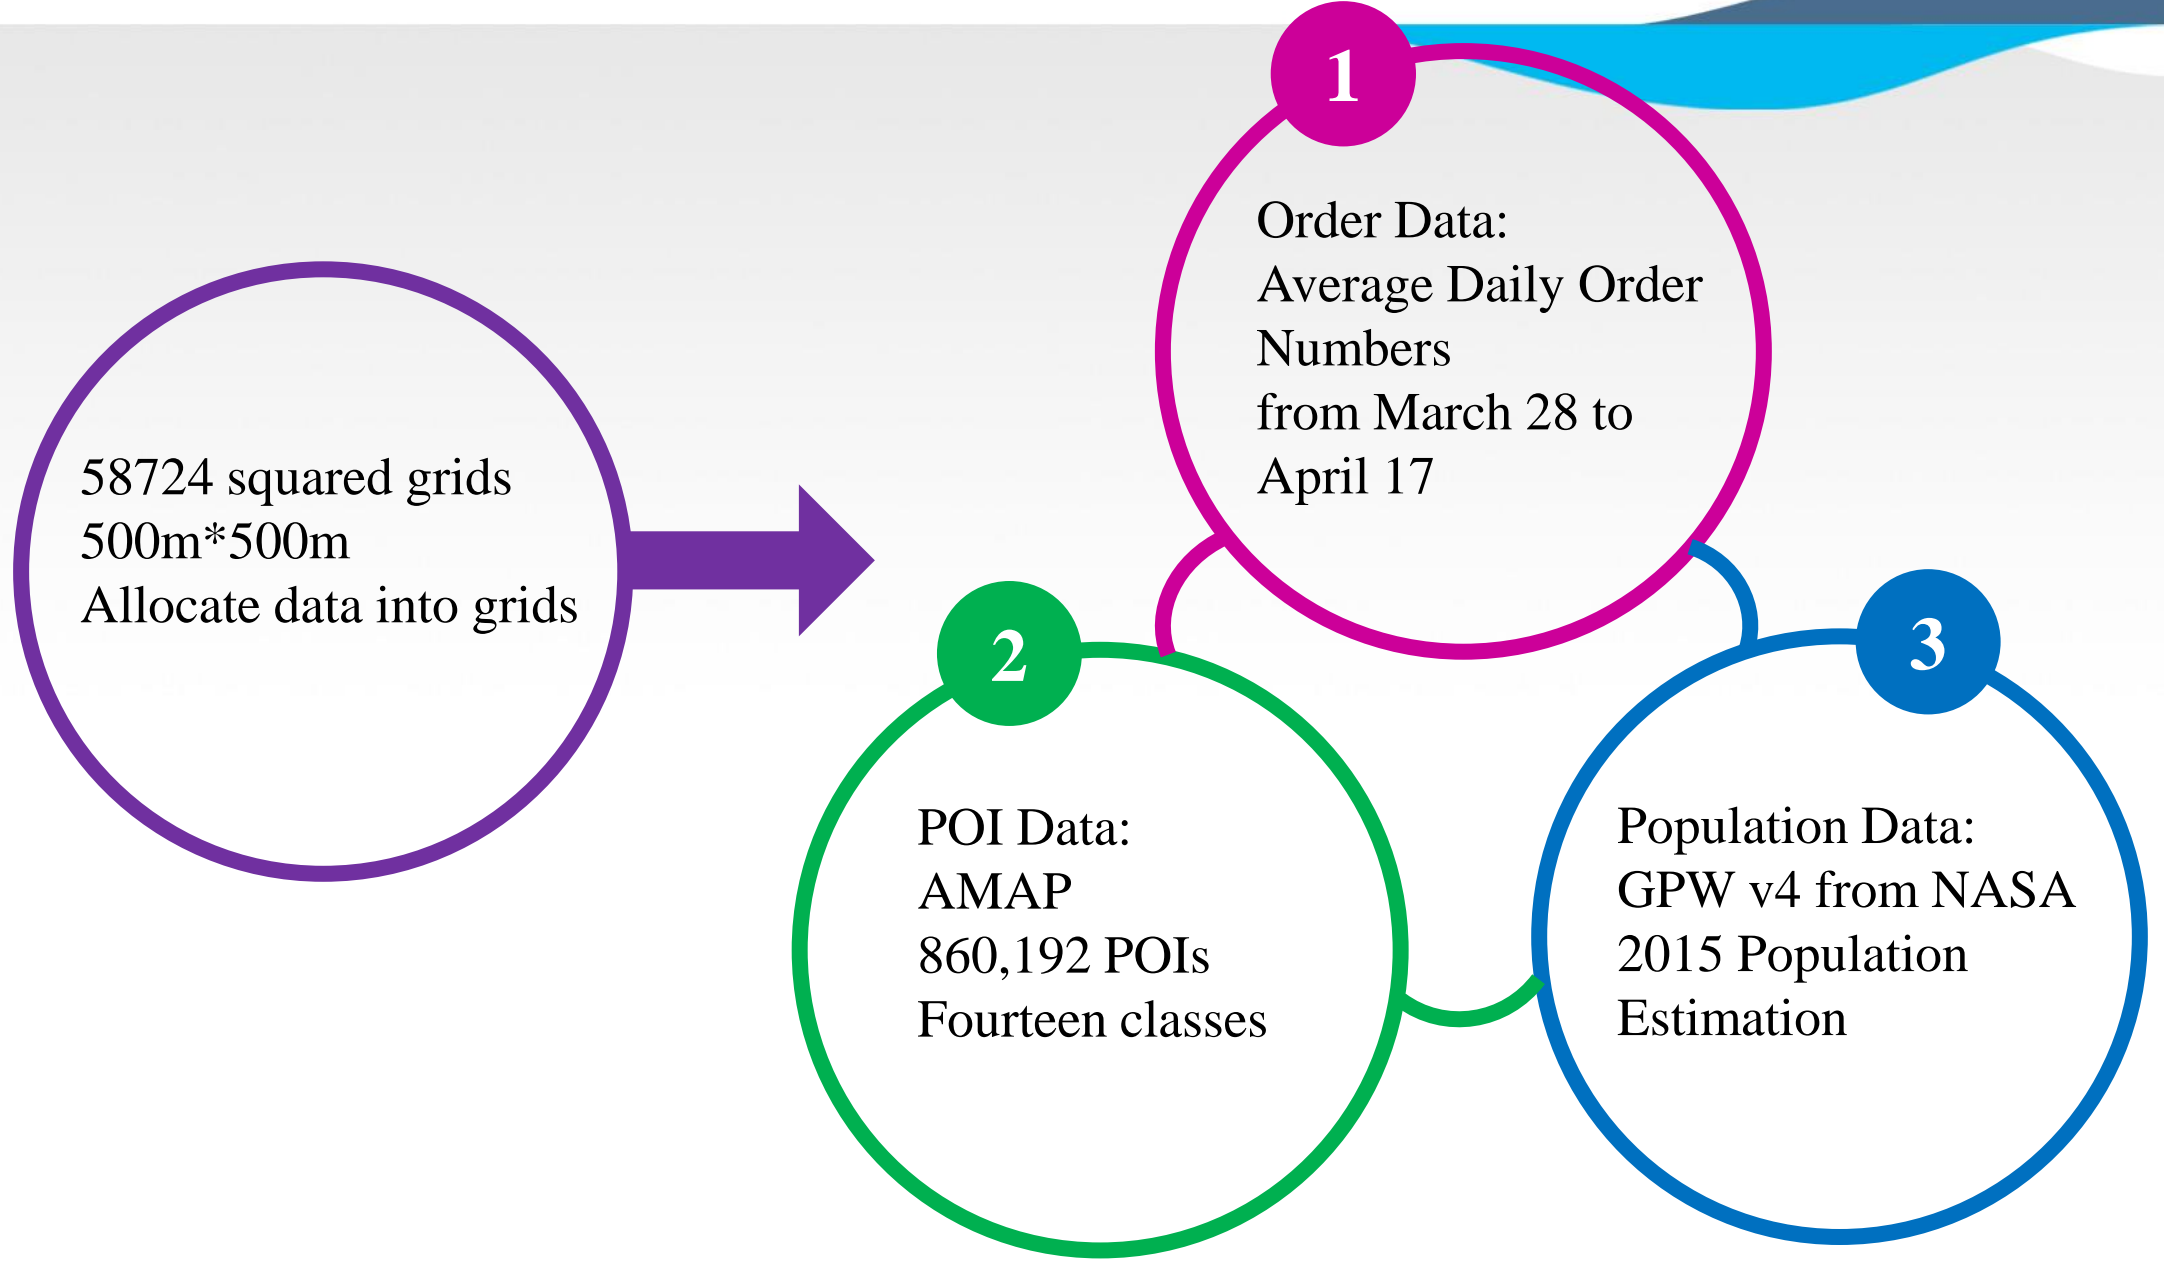 58724 squared grids
500m*500m
Allocate data into grids
1
Order Data:
Average Daily Order
Numbers
from March 28 to
April 17
2
POI Data:
AMAP
860,192 POIs
Fourteen classes
3
Population Data:
GPW v4 from NASA
2015 Population
Estimation